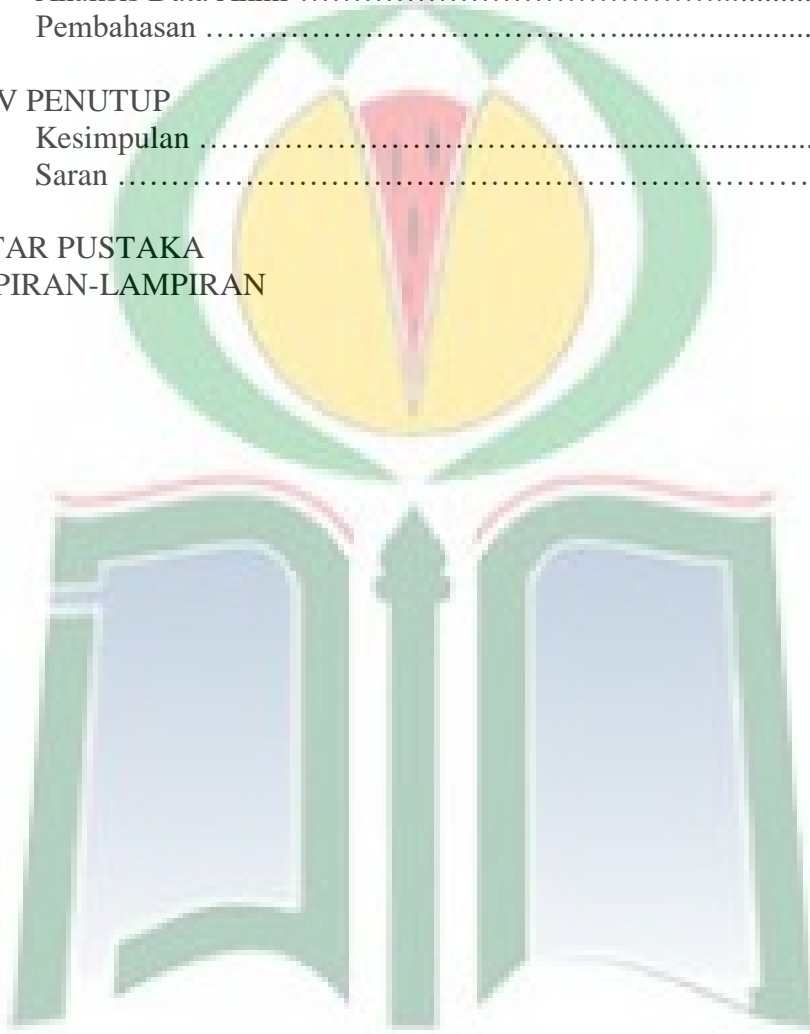 Pembahasan ……………………………………...............................
V PENUTUP
Kesimpulan …………………………………......................................
Saran ……………………………………………………………………
TAR PUSTAKA
PIRAN-LAMPIRAN